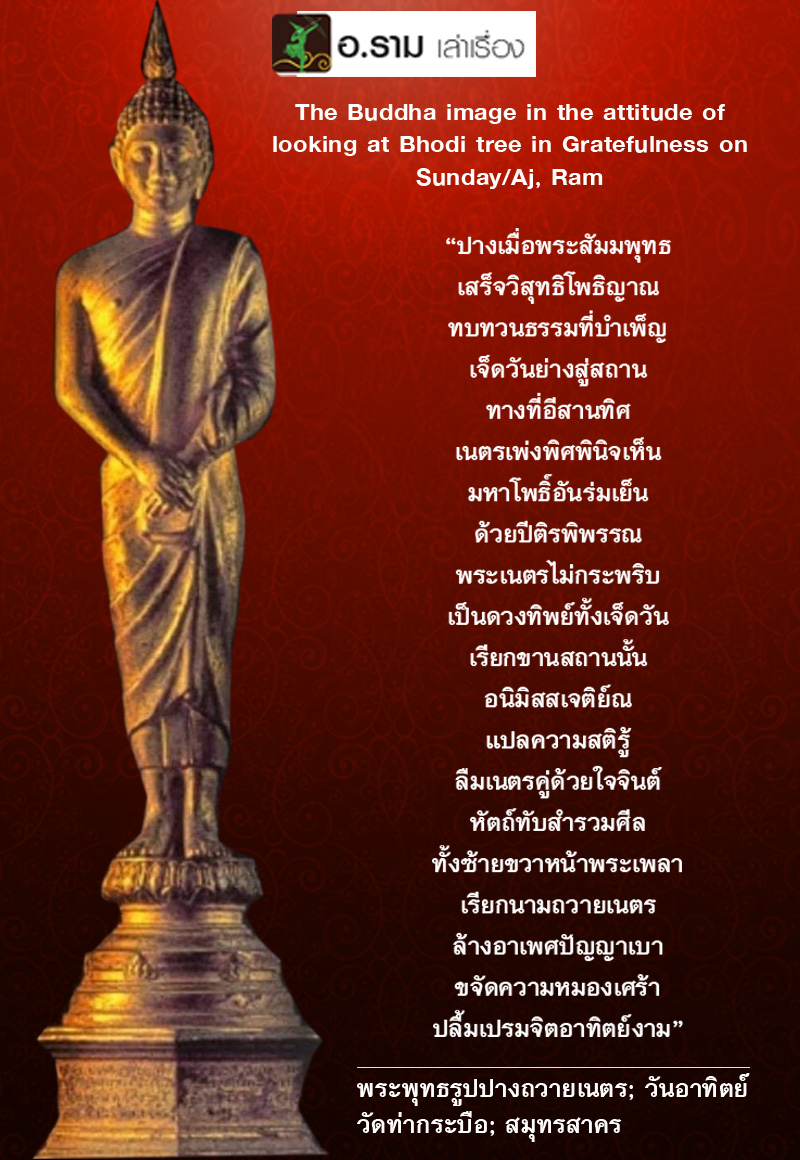 อ.ราม เล่าเรื่อง
The Buddha image in the attitude of
looking at Bhodi tree in Gratefulness on
Sunday/Aj, Ram
“ปางเมื่อพระสัมมพุทธ
เสร็จวิสุทธิโพธิญาณ
ทบทวนธรรมที่บำเพ็ญ
เจ็ดวันย่างสู่สถาน
ทางที่อีสานทิศ
เนตรเพ่งพิศพินิจเห็น
มหาโพธิ์อันร่มเย็น
ด้วยปีติรพิพรรณ
พระเนตรไม่กระพริบ
เป็นดวงทิพย์ทั้งเจ็ดวัน
เรียกขานสถานนั้น
อนิมิสสเจติย์ณ
แปลความสติรู้
ลืมเนตรคู่ด้วยใจจินต์
หัตถ์ทับสำรวมศีล
ทั้งซ้ายขวาหน้าพระเพลา
เรียกนามถวายเนตร
ล้างอาเพศปัญญาเบา
ขจัดความหมองเศร้า
ปลื้มเปรมจิตอาทิตย์งาม”
พระพุทธรูปปางถวายเนตร; วันอาทิตย์
วัดท่ากระบือ; สมุทรสาคร